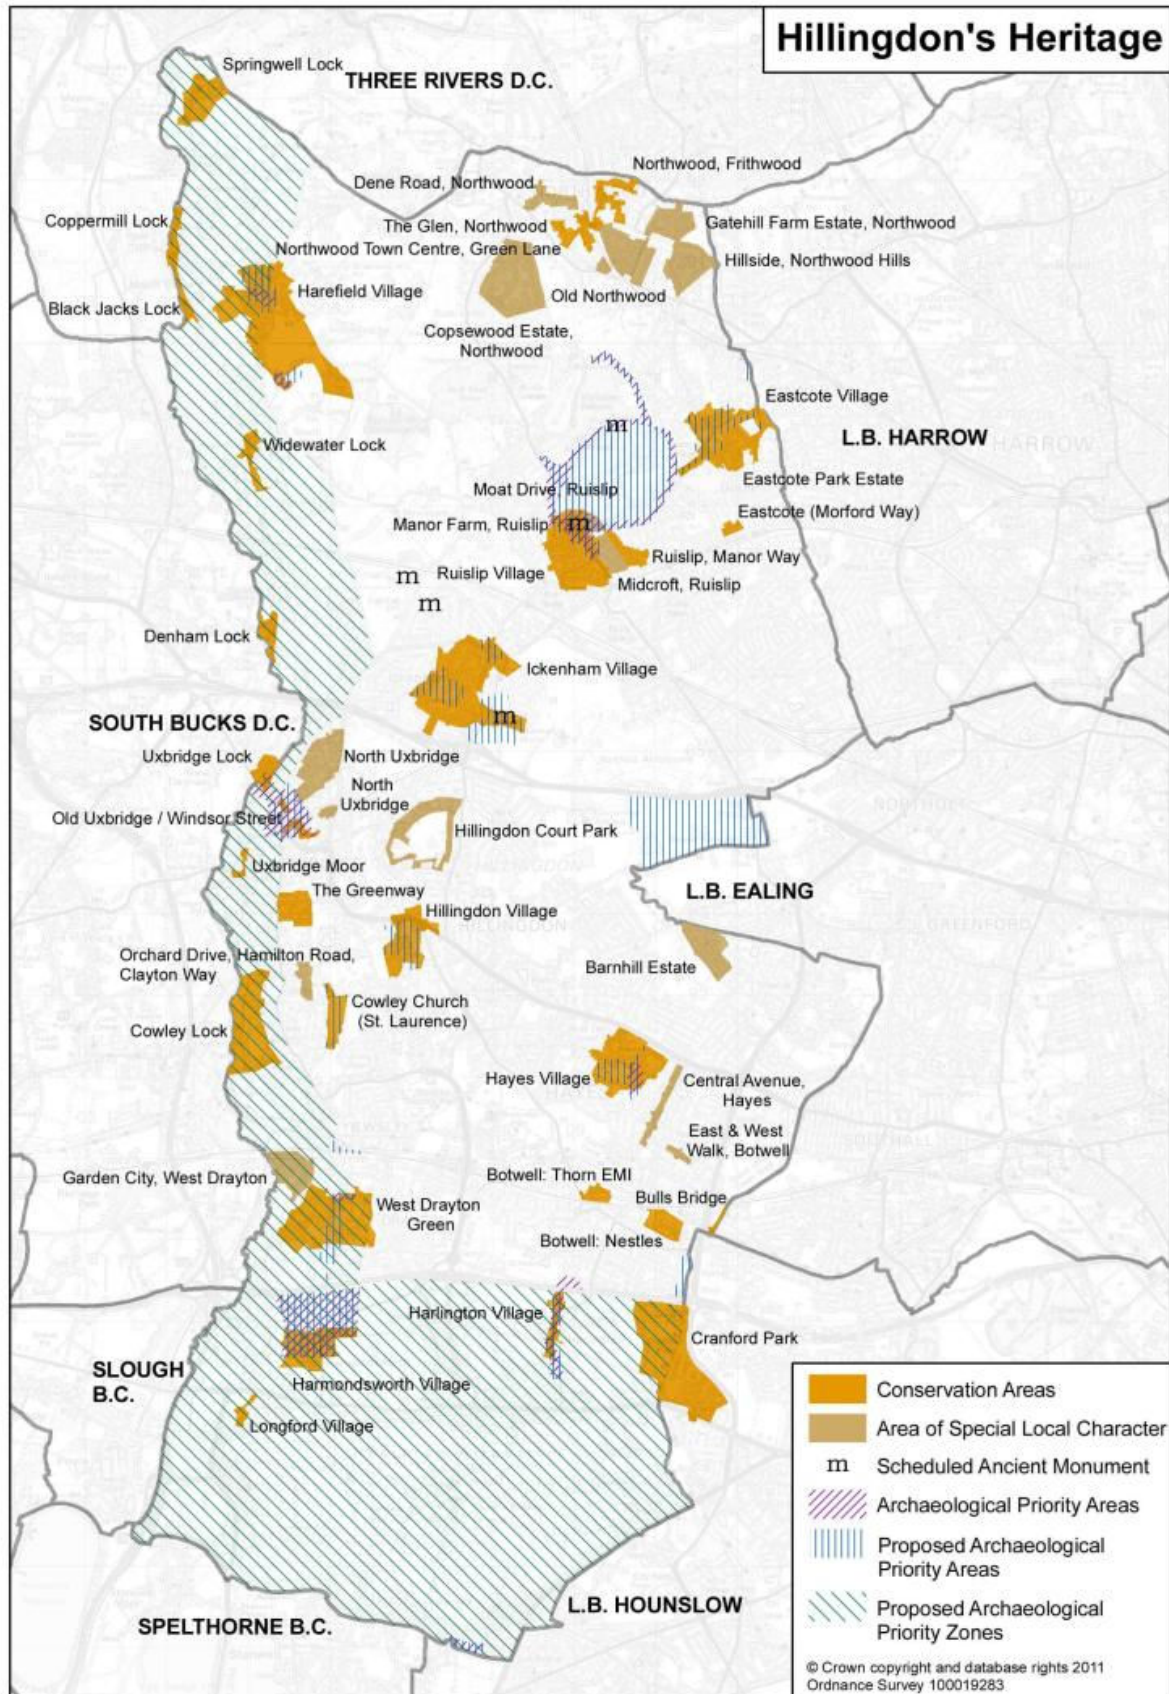 Hillingdon's Heritage
Springwell Lock
THREE RIVERS D.C.
Northwood, Frithwood
Dene Road, Northwood
Coppermill Lock
The Glen, Northwood
Gatehill Farm Estate, Northwood
Northwood Town Centre, Green Lane
Hillside, Northwood Hills
Harefield Village
Old Northwood
Black Jacks Lock
Copsewood Estate,
Northwood
Eastcote Village
m
L.B. HARROW
HARROW
Widewater Lock
Eastcote Park Estate
Moat Drive, Ruislip
Eastcote (Morford Way)
Manor Farm, Ruislip
m
Ruislip, Manor Way
Ruislip Village
m
Midcroft, Ruislip
m
Denham Lock
Ickenham Village
m
SOUTH BUCKS D.C.
Uxbridge Lock
North Uxbridge
North
Uxbridge
Old Uxbridge / Windsor Street
Hillingdon Court Park
Uxbridge Moor
The Greenway
L.B. EALING
Hillingdon Village
HILLINGDON
GREENFORD
Orchard Drive, Hamilton Road,
Clayton Way
Barnhill Estate
Cowley Church
(St. Laurence)
Cowley Lock
Hayes Village
Central Avenue,
Hayes
East & West
Walk, Botwell
SOUTHALL
Garden City, West Drayton
Botwell: Thorn EMI
West Drayton
Green
Bulls Bridge
Botwell: Nestles
Harlington Village
Cranford Park
SLOUGH
B.C.
Harmondsworth Village
Longford Village
L.B. HOUNSLOW
SPELTHORNE B.C.
Conservation Areas
Area of Special Local Character
m Scheduled Ancient Monument
Archaeological Priority Areas
Proposed Archaeological
Priority Areas
Proposed Archaeological
Priority Zones
© Crown copyright and database rights 2011
Ordnance Survey 100019283